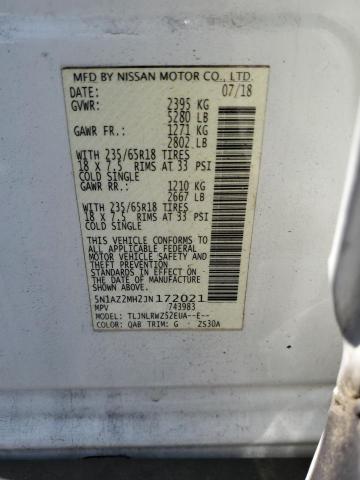 MFD BY NISSAN MOTOR CO., LTD.
DATE: 07/18
GVWR: 2395 KG
5280 LB
GAWR FR: 1271 KG
2802 LB
WITH 235/65R18 TIRES
18 X 7.5 RIMS AT 33 PSI
COLD SINGLE
GAWR RR: 1210 KG
2667 LB
WITH 235/65R18 TIRES
18 X 7.5 RIMS AT 33 PSI
COLD SINGLE
THIS VEHICLE CONFORMS TO
ALL APPLICABLE FEDERAL
MOTOR VEHICLE SAFETY AND
THEFT PREVENTION
STANDARDS IN EFFECT ON THE
DATE OF MANUFACTURE
SHOWN ABOVE.
5N1AZ2MH2JN172021
MPV 743983
MODEL: TLJNLRWZS2EUA--E--
COLOR: QAB TRIM: G ZS30A